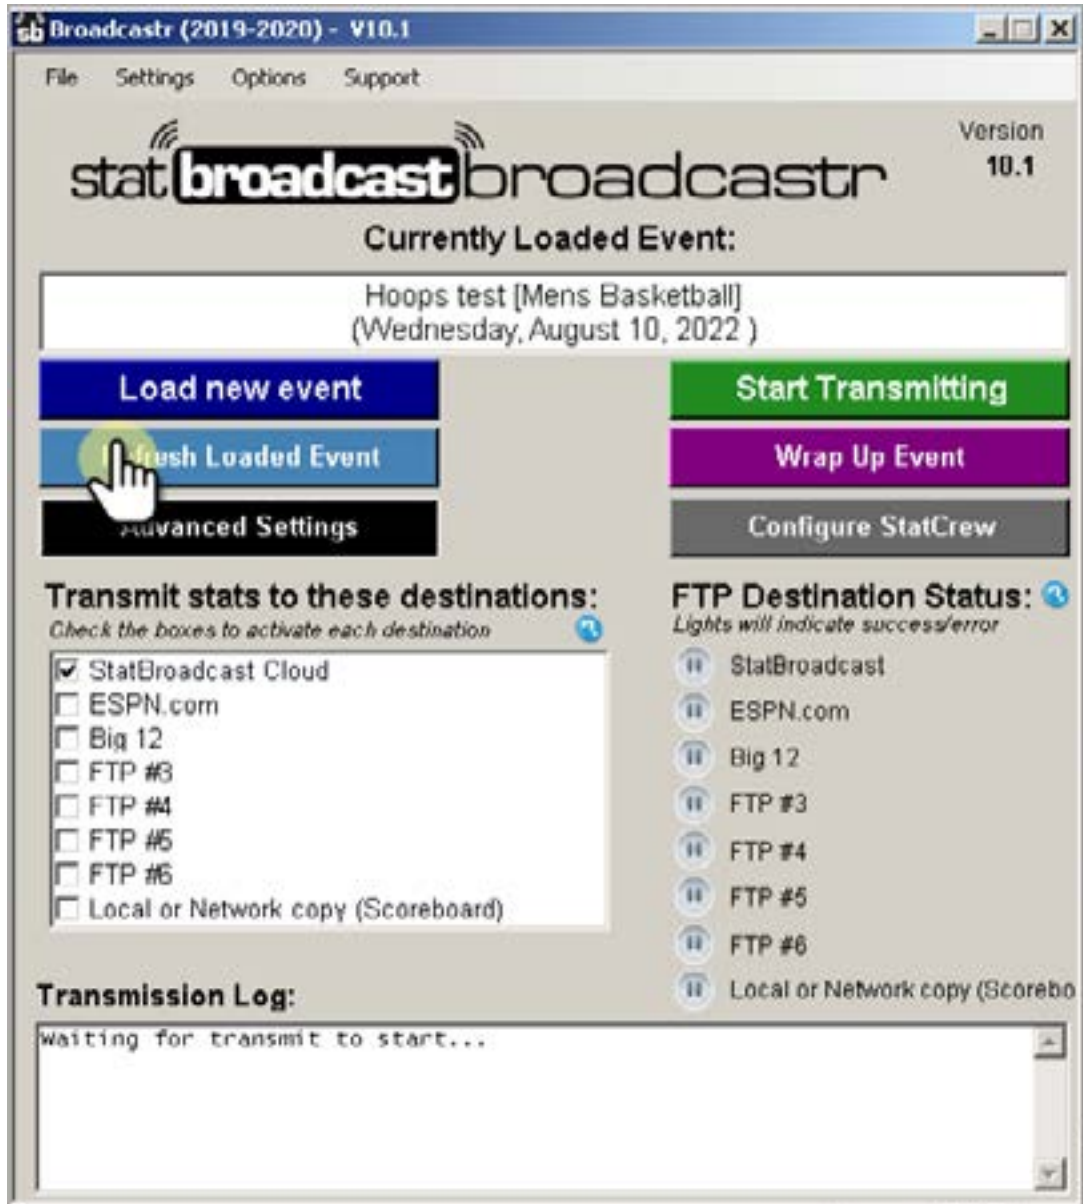 sb Broadcastr (2019-2020) - V10.1
File Settings Options Support
Version
10.1
stat broadcast broadcastr
Currently Loaded Event:
Hoops test [Mens Basketball]
(Wednesday, August 10, 2022 )
Load new event
Start Transmitting
fresh Loaded Event
Wrap Up Event
Advanced Settings
Configure StatCrew
Transmit stats to these destinations:
Check the boxes to activate each destination
StatBroadcast Cloud
ESPN.com
Big 12
FTP #3
FTP #4
FTP #5
FTP #6
Local or Network copy (Scoreboard)
FTP Destination Status:
Lights will indicate success/error
StatBroadcast
ESPN.com
Big 12
FTP #3
FTP #4
FTP #5
FTP #6
Local or Network copy (Scorebo
Transmission Log:
Waiting for transmit to start...